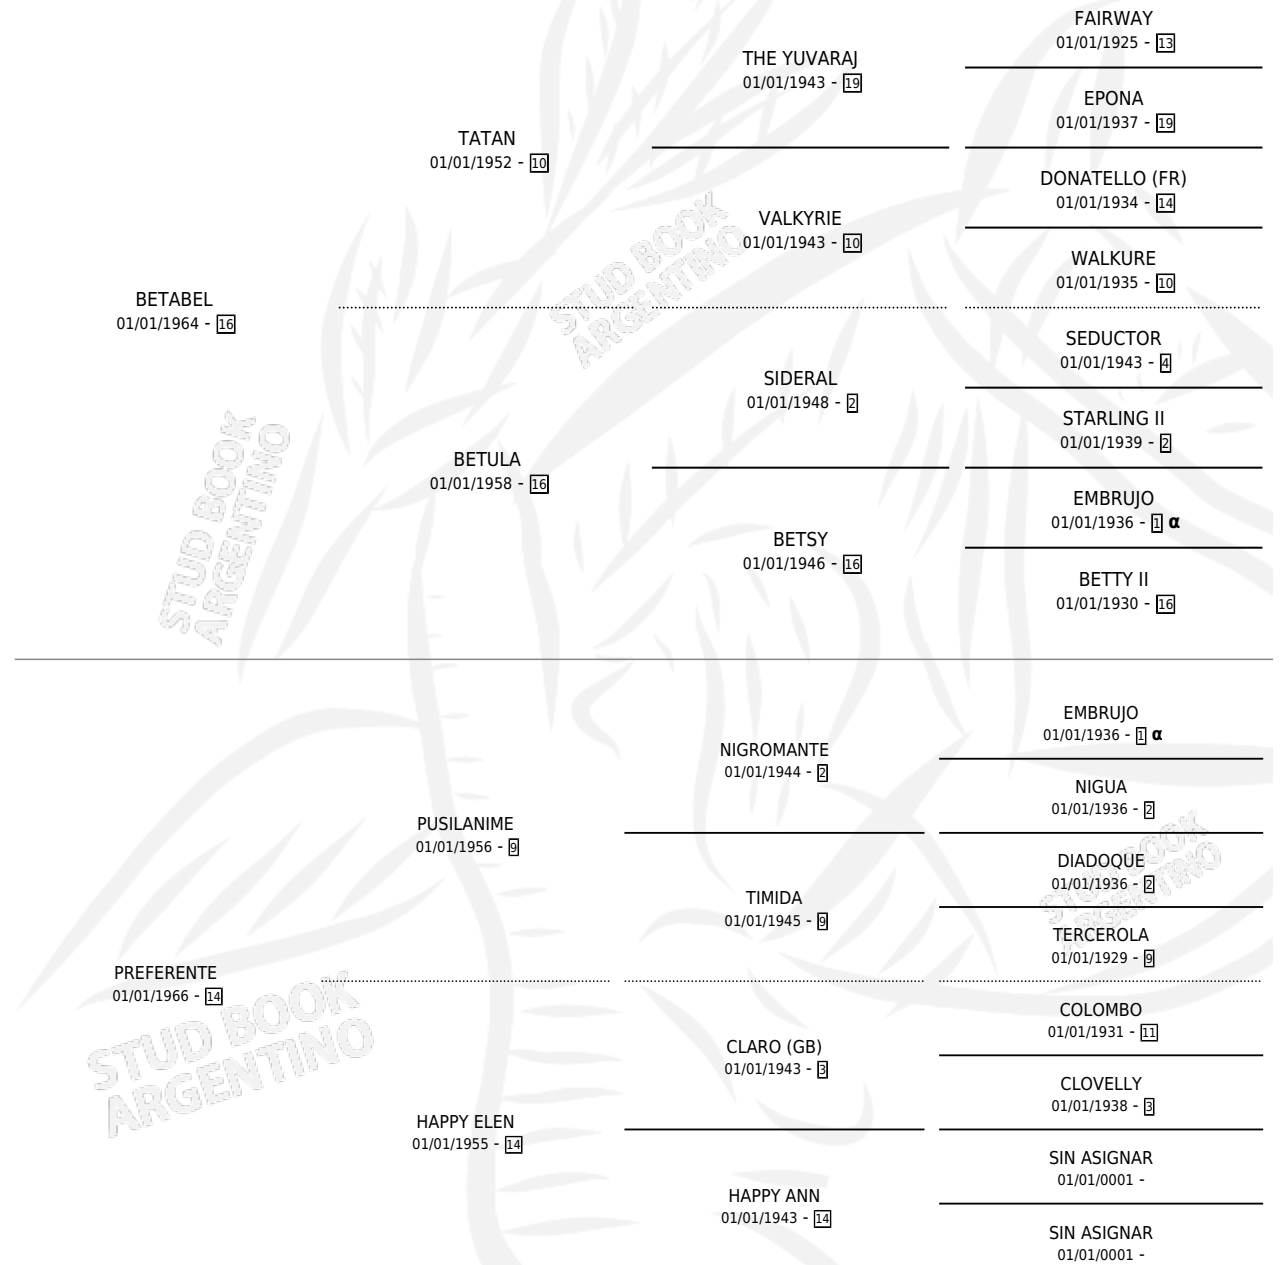 FAIRWAY
01/01/1925 - 13
THE YUVARAJ
01/01/1943 - 19
EPONA
01/01/1937 - 19
TATAN
01/01/1952 - 10
DONATELLO (FR)
01/01/1934 - 14
VALKYRIE
01/01/1943 - 10
WALKURE
01/01/1935 - 10
BETABEL
01/01/1964 - 16
SEDUCTOR
01/01/1943 - 4
SIDERAL
01/01/1948 - 2
STARLING II
01/01/1939 - 2
BETULA
01/01/1958 - 16
EMBRUJO
01/01/1936 - 1 α
BETSY
01/01/1946 - 16
BETTY II
01/01/1930 - 16
STUD BOOK
ARGENTINO
STUD BOOK
ARGENTINO
EMBRUJO
01/01/1936 - 1 α
NIGROMANTE
01/01/1944 - 2
NIGUA
01/01/1936 - 2
PUSILANIME
01/01/1956 - 9
DIADOQUE
01/01/1936 - 2
TIMIDA
01/01/1945 - 9
TERCEROLA
01/01/1929 - 9
PREFERENTE
01/01/1966 - 14
COLOMBO
01/01/1931 - 11
CLARO (GB)
01/01/1943 - 3
CLOVELLY
01/01/1938 - 3
HAPPY ELEN
01/01/1955 - 14
SIN ASIGNAR
01/01/0001 -
HAPPY ANN
01/01/1943 - 14
SIN ASIGNAR
01/01/0001 -
STUD BOOK
ARGENTINO
STUD BOOK
ARGENTINO